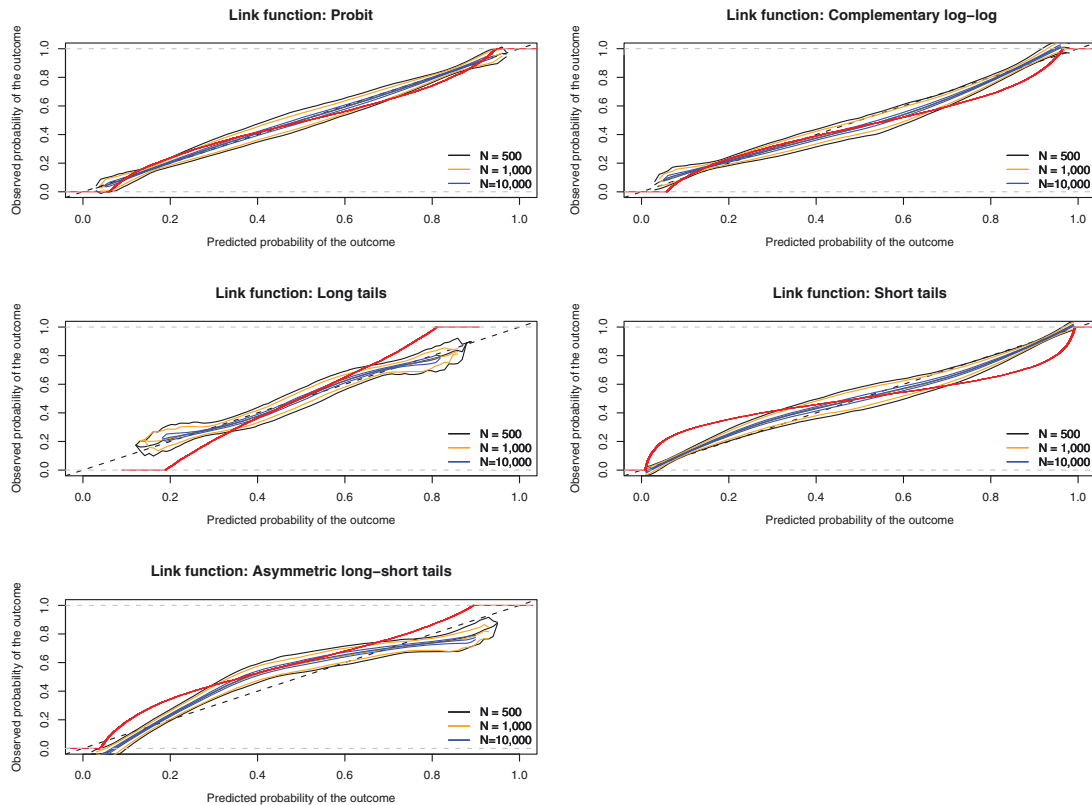 Link function: Probit
Observed probability of the outcome
1.0
0.8
0.6
0.4
0.2
0.0
N = 500
N = 1,000
N=10,000
0.0 0.2 0.4 0.6 0.8 1.0
Predicted probability of the outcome
Link function: Complementary log−log
Observed probability of the outcome
1.0
0.8
0.6
0.4
0.2
0.0
N = 500
N = 1,000
N=10,000
0.0 0.2 0.4 0.6 0.8 1.0
Predicted probability of the outcome
Link function: Long tails
Observed probability of the outcome
1.0
0.8
0.6
0.4
0.2
0.0
N = 500
N = 1,000
N=10,000
0.0 0.2 0.4 0.6 0.8 1.0
Predicted probability of the outcome
Link function: Short tails
Observed probability of the outcome
1.0
0.8
0.6
0.4
0.2
0.0
N = 500
N = 1,000
N=10,000
0.0 0.2 0.4 0.6 0.8 1.0
Predicted probability of the outcome
Link function: Asymmetric long−short tails
Observed probability of the outcome
1.0
0.8
0.6
0.4
0.2
0.0
N = 500
N = 1,000
N=10,000
0.0 0.2 0.4 0.6 0.8 1.0
Predicted probability of the outcome